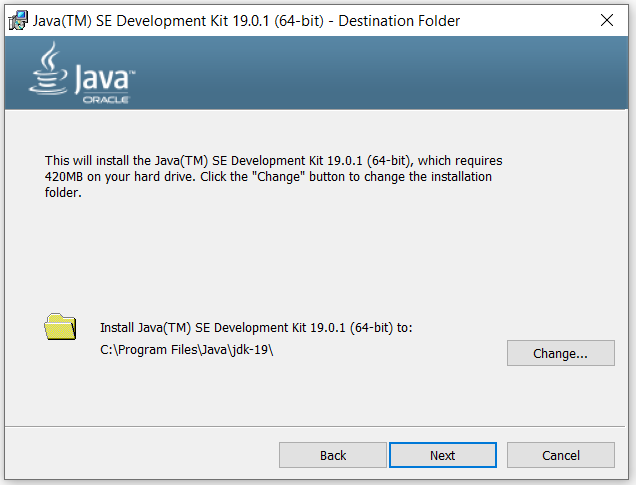 Java(TM) SE Development Kit 19.0.1 (64-bit) - Destination Folder
Java™
ORACLE
This will install the Java(TM) SE Development Kit 19.0.1 (64-bit), which requires
420MB on your hard drive. Click the "Change" button to change the installation
folder.
Install Java(TM) SE Development Kit 19.0.1 (64-bit) to:
C:\Program Files\Java\jdk-19\
Change...
Back
Next
Cancel